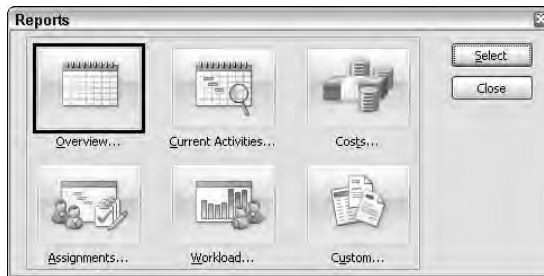 Reports
Select
Close
Overview...
Current Activities...
Costs...
Assignments...
Workload...
Custom...